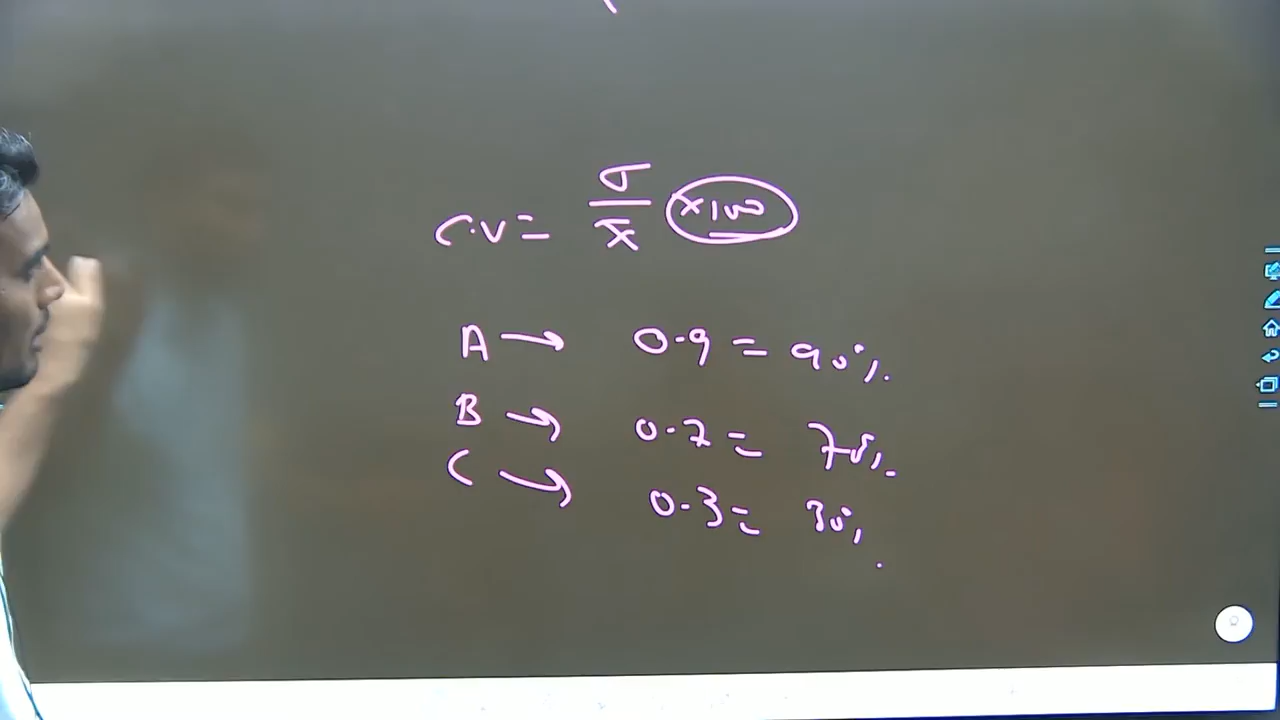 C.V = σ/x̄ ×100
A → 0.9 = 90%.
B → 0.7 = 70%.
C → 0.3 = 30%.